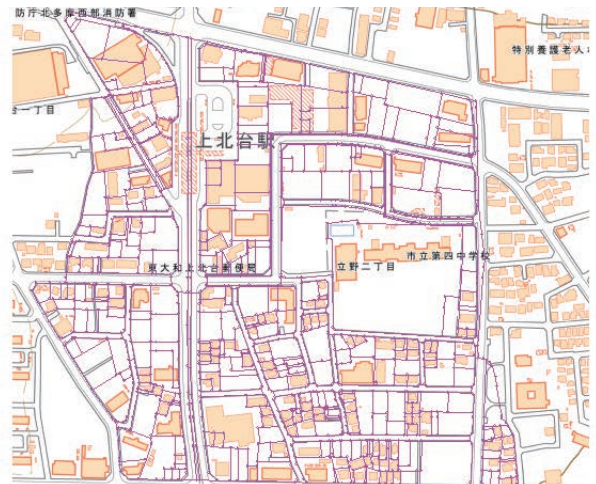 防庁北多摩西部消防署
特別養護老人
台一丁目
上北台駅
東大和上北台郵便局
市立第四中学校
立野二丁目